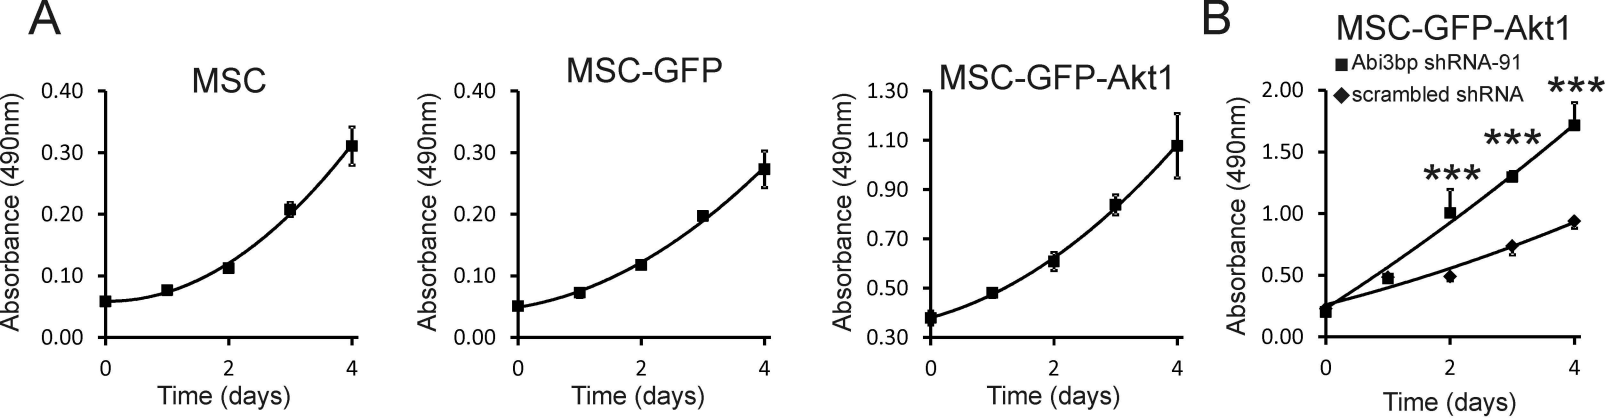 A
MSC
Absorbance (490nm)
0.40
0.30
0.20
0.10
0.00
0 2 4
Time (days)
MSC-GFP
Absorbance (490nm)
0.40
0.30
0.20
0.10
0.00
0 2 4
Time (days)
MSC-GFP-Akt1
Absorbance (490nm)
1.30
1.10
0.90
0.70
0.50
0.30
0 2 4
Time (days)
B
MSC-GFP-Akt1
Abi3bp shRNA-91
scrambled shRNA
Absorbance (490nm)
2.00
1.50
1.00
0.50
0.00
***
***
***
0 2 4
Time (days)